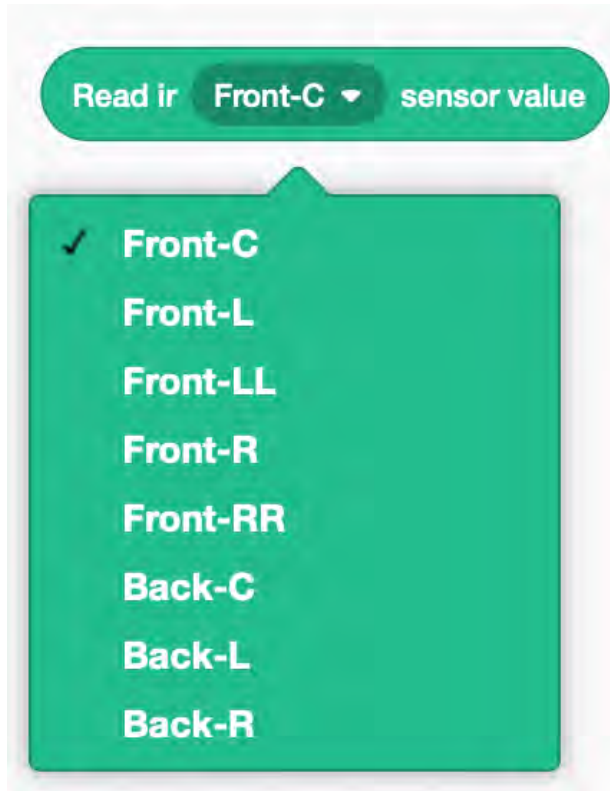 Read ir Front-C sensor value
Front-C
Front-L
Front-LL
Front-R
Front-RR
Back-C
Back-L
Back-R